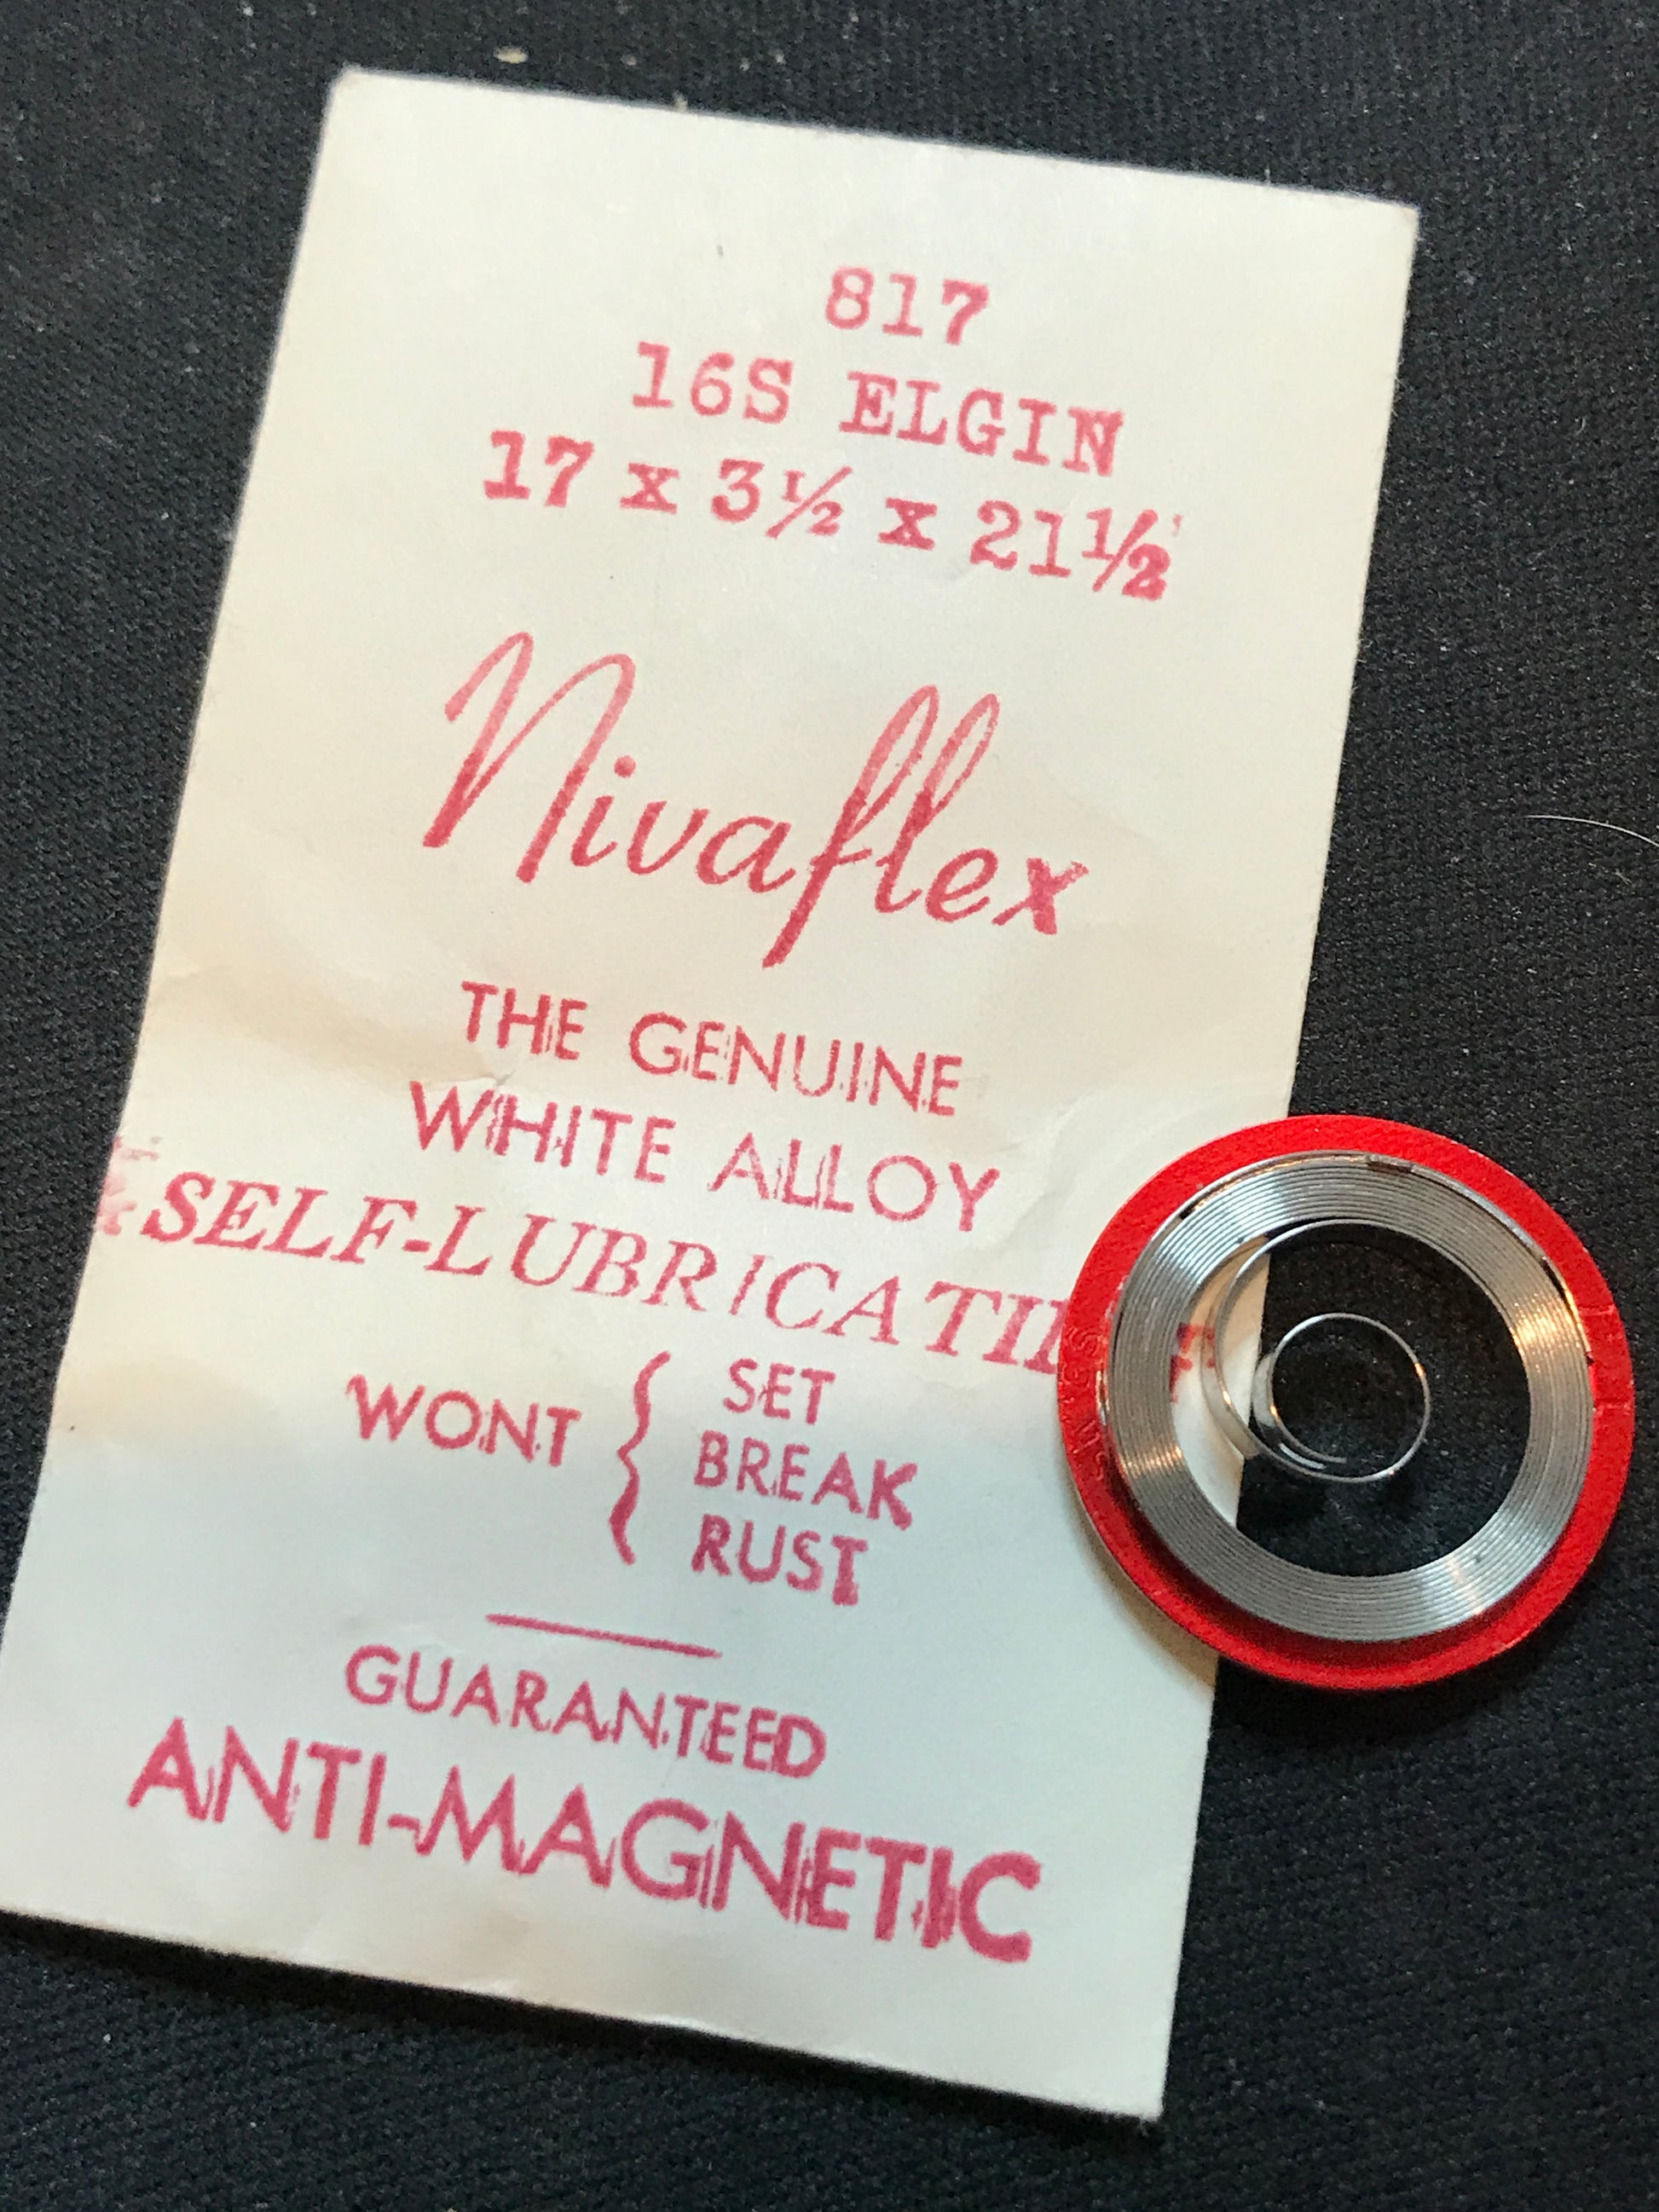 817
16S ELGIN
17 x 3½ x 21½
Nivaflex
THE GENUINE
WHITE ALLOY
SELF-LUBRICATI
WONT { SET
BREAK
RUST
GUARANTEED
ANTI-MAGNETIC